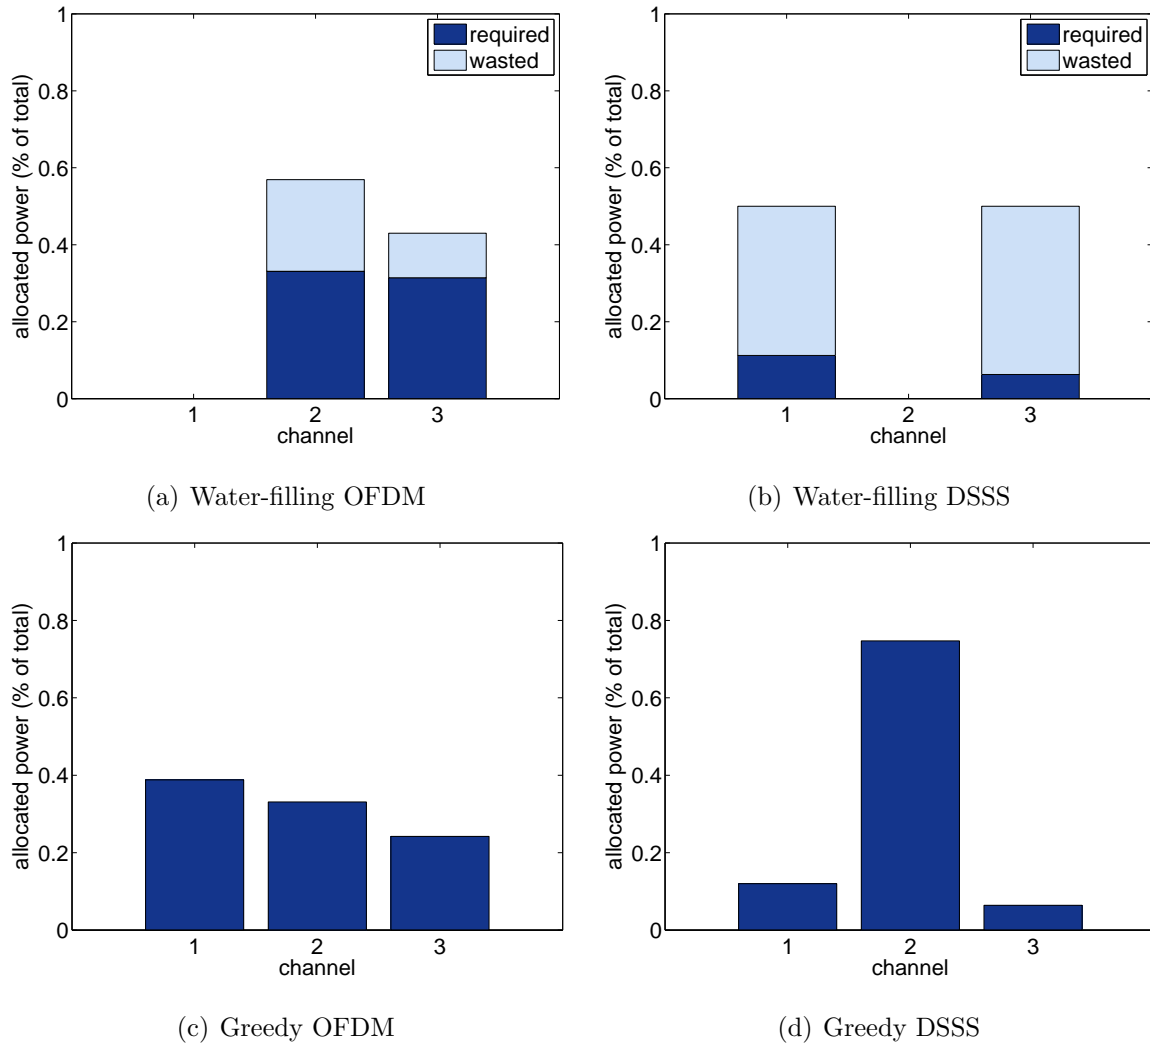 1
0.8
0.6
0.4
0.2
0
allocated power (% of total)
required
wasted
1 2 3
channel
(a) Water-filling OFDM
1
0.8
0.6
0.4
0.2
0
allocated power (% of total)
required
wasted
1 2 3
channel
(b) Water-filling DSSS
1
0.8
0.6
0.4
0.2
0
allocated power (% of total)
1 2 3
channel
(c) Greedy OFDM
1
0.8
0.6
0.4
0.2
0
allocated power (% of total)
1 2 3
channel
(d) Greedy DSSS